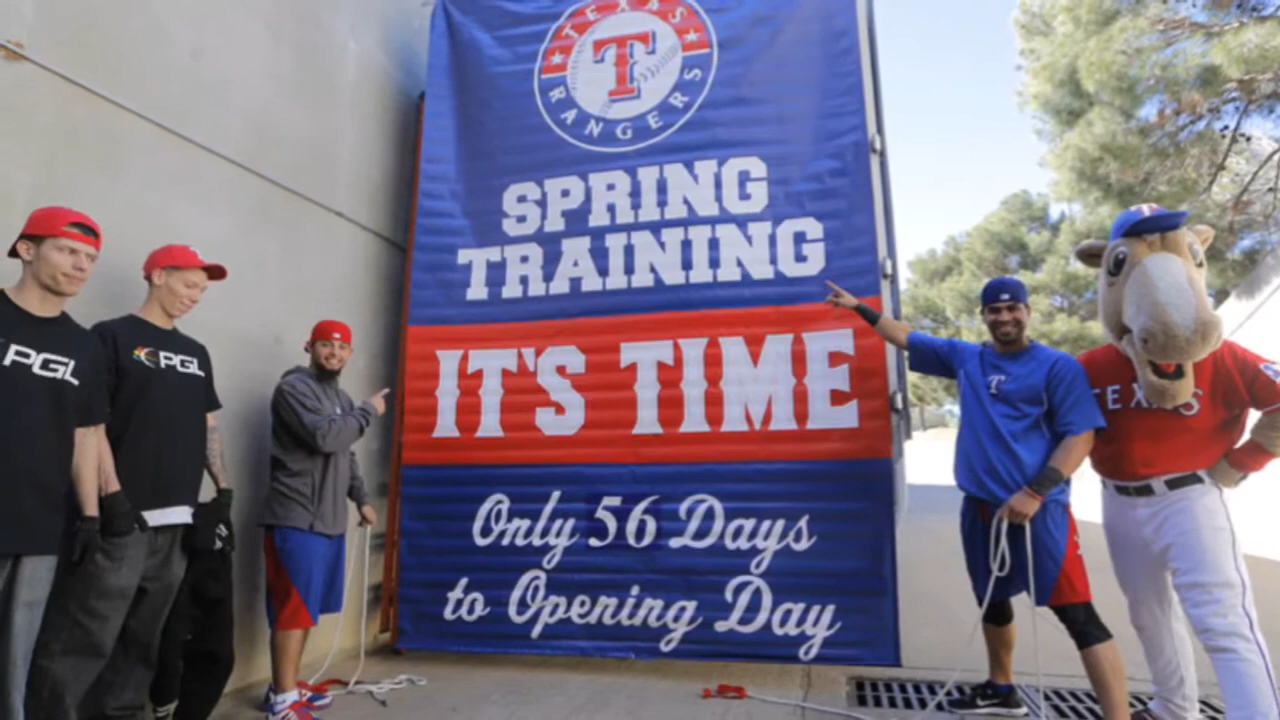 TEXAS
T
RANGERS
SPRING
TRAINING
IT'S TIME
Only 56 Days
to Opening Day
PGL
PGL
T
TEXAS